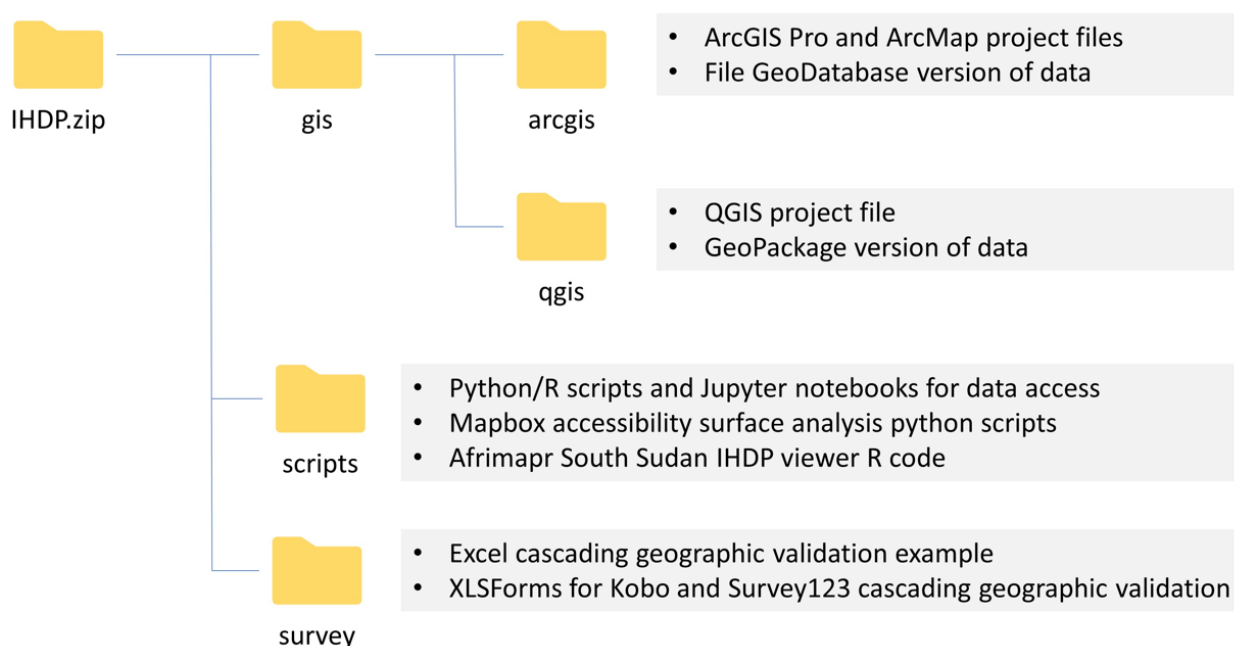 IHDP.zip
gis
arcgis
• ArcGIS Pro and ArcMap project files
• File GeoDatabase version of data
qgis
• QGIS project file
• GeoPackage version of data
scripts
• Python/R scripts and Jupyter notebooks for data access
• Mapbox accessibility surface analysis python scripts
• Afrimapr South Sudan IHDP viewer R code
survey
• Excel cascading geographic validation example
• XLSForms for Kobo and Survey123 cascading geographic validation